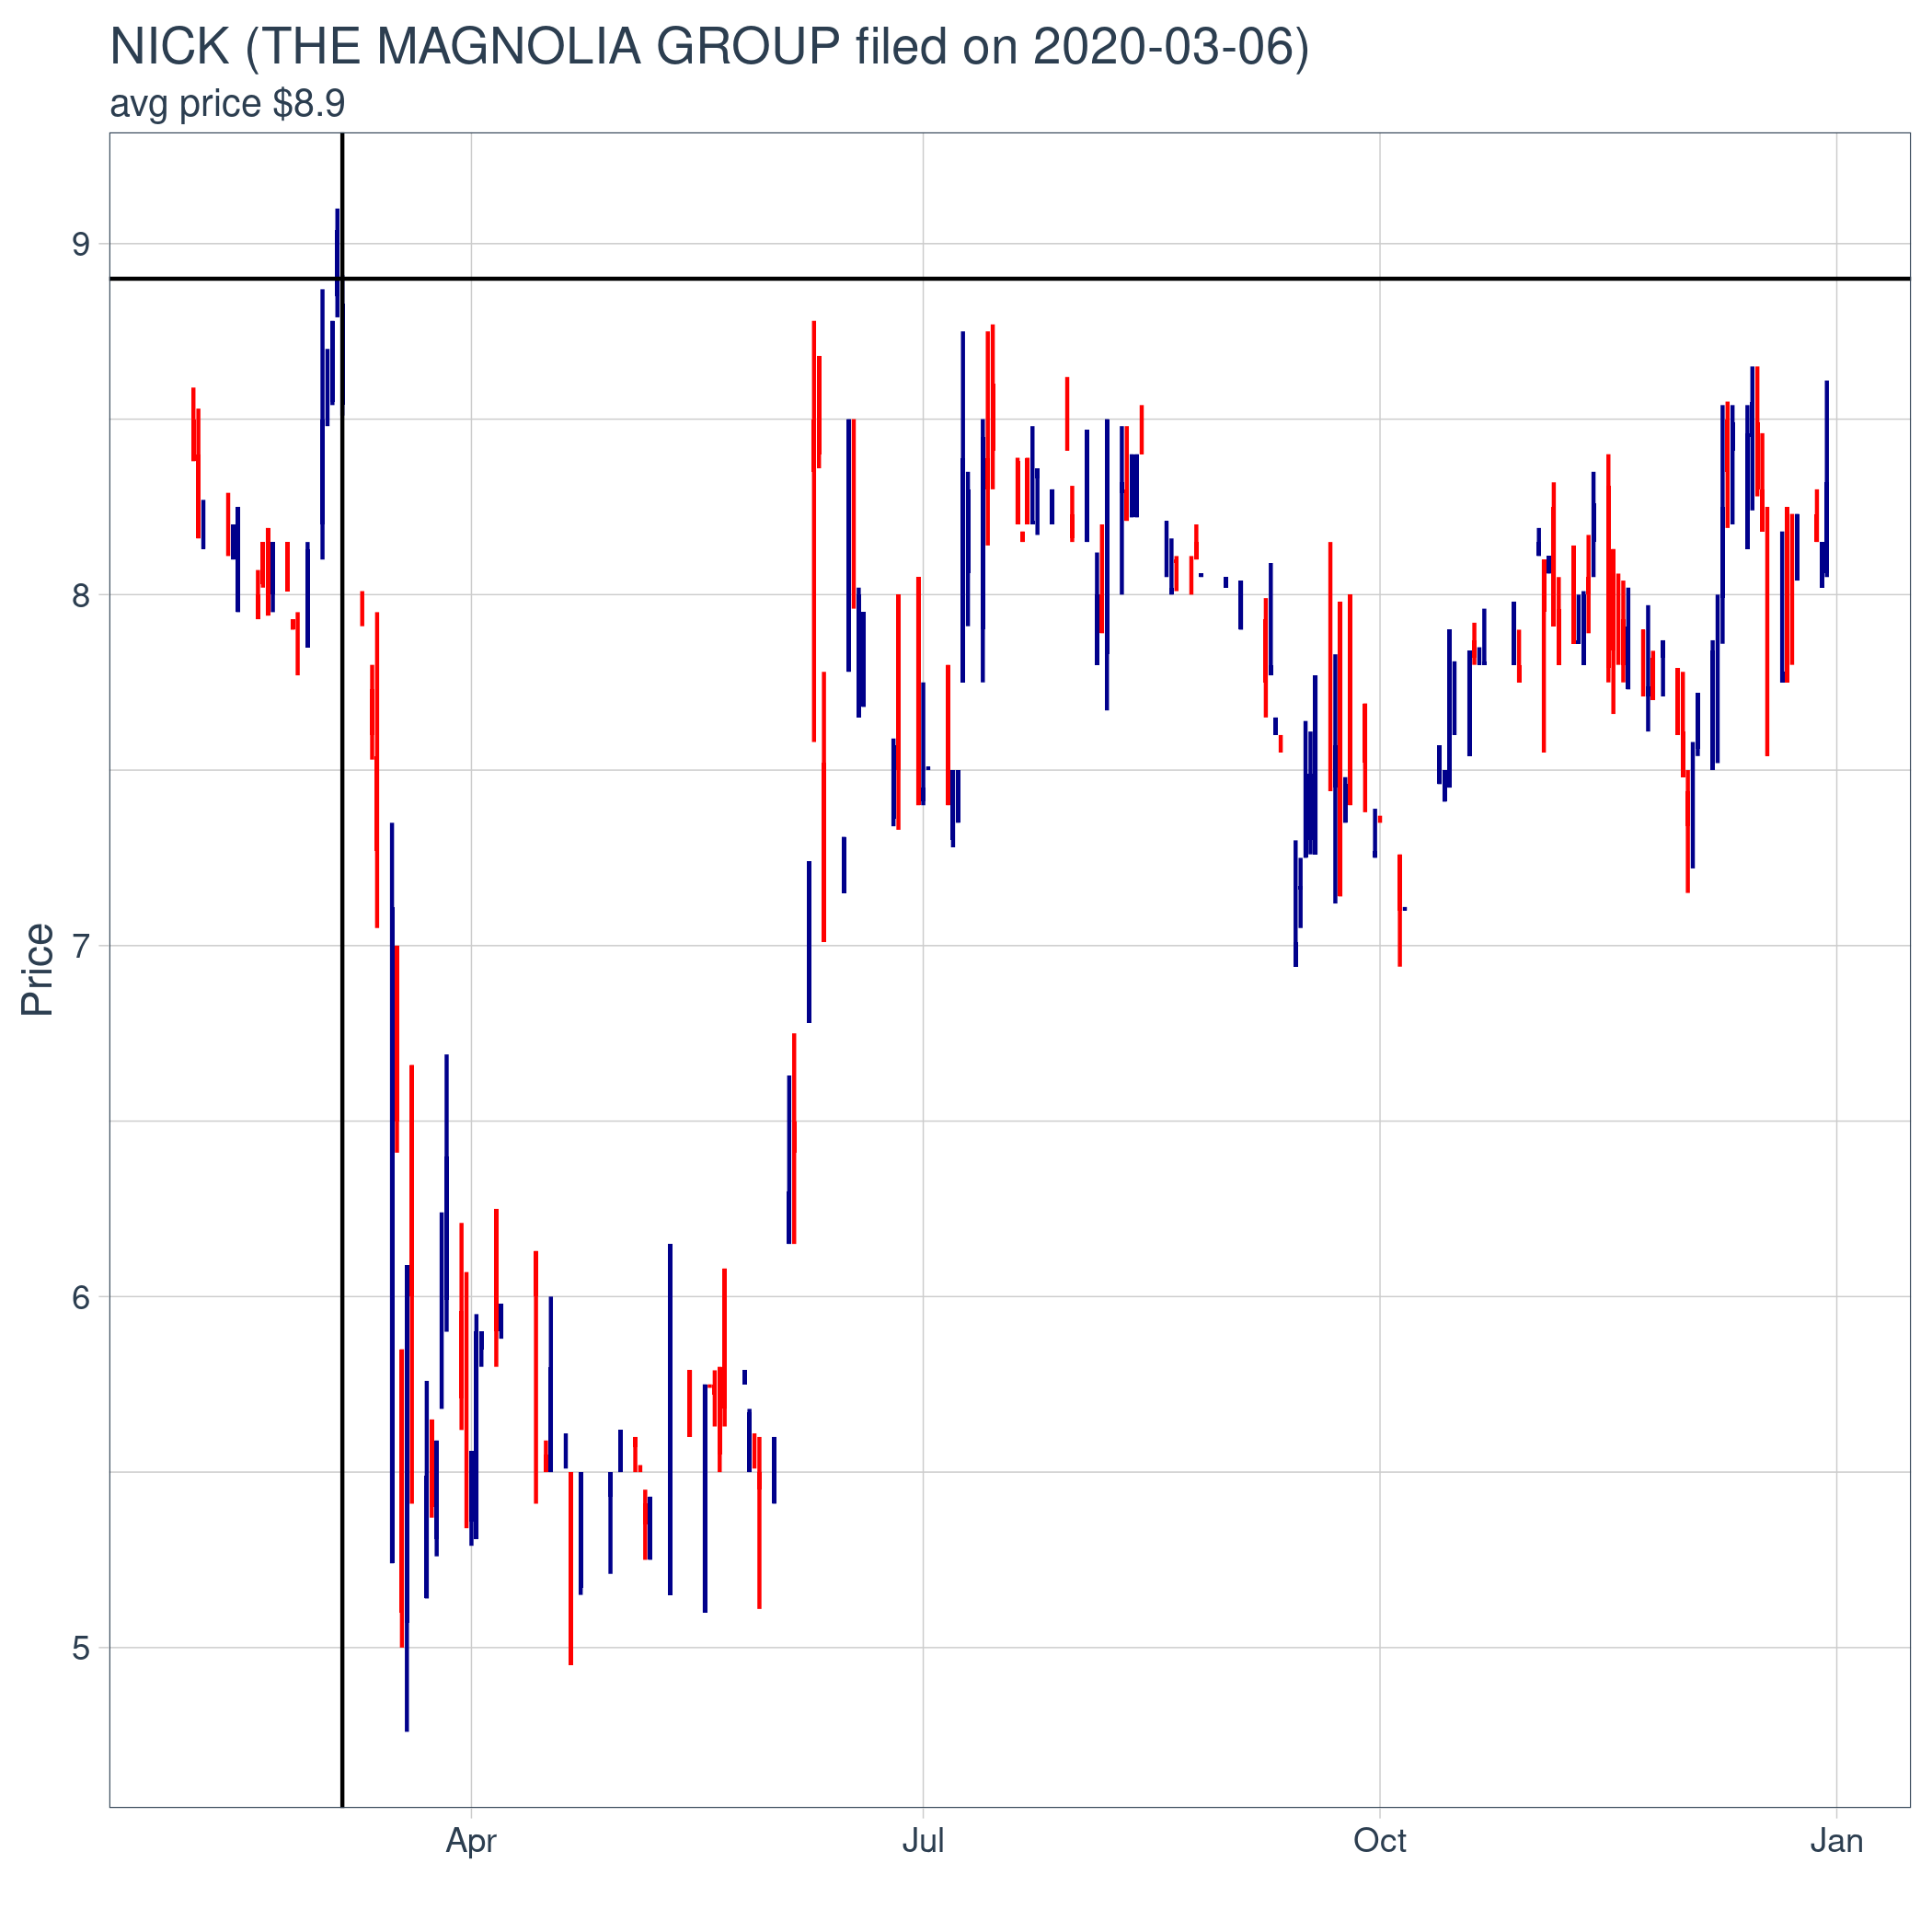 NICK (THE MAGNOLIA GROUP filed on 2020-03-06)
avg price $8.9
9
8
7
6
5
Price
Apr Jul Oct Jan